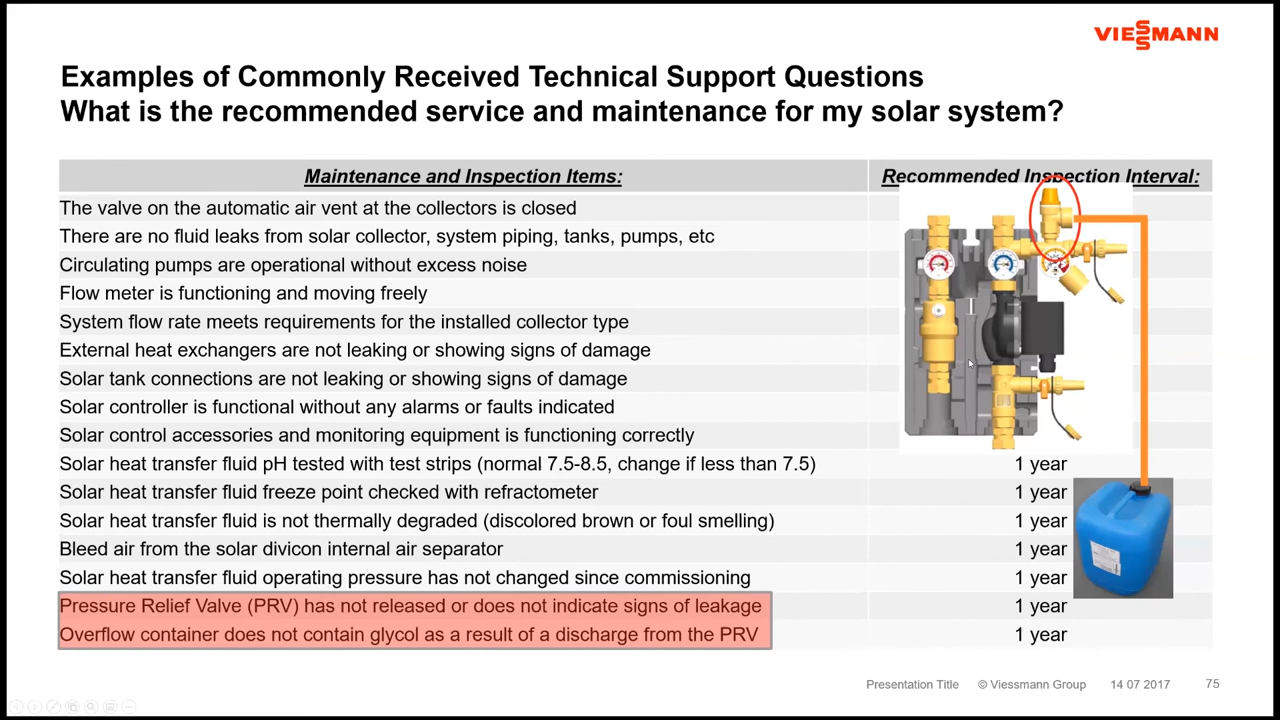 VIESSMANN
Examples of Commonly Received Technical Support Questions
What is the recommended service and maintenance for my solar system?
Maintenance and Inspection Items: Recommended Inspection Interval:
The valve on the automatic air vent at the collectors is closed
There are no fluid leaks from solar collector, system piping, tanks, pumps, etc
Circulating pumps are operational without excess noise
Flow meter is functioning and moving freely
System flow rate meets requirements for the installed collector type
External heat exchangers are not leaking or showing signs of damage
Solar tank connections are not leaking or showing signs of damage
Solar controller is functional without any alarms or faults indicated
Solar control accessories and monitoring equipment is functioning correctly
Solar heat transfer fluid pH tested with test strips (normal 7.5-8.5, change if less than 7.5) 1 year
Solar heat transfer fluid freeze point checked with refractometer 1 year
Solar heat transfer fluid is not thermally degraded (discolored brown or foul smelling) 1 year
Bleed air from the solar divicon internal air separator 1 year
Solar heat transfer fluid operating pressure has not changed since commissioning 1 year
Pressure Relief Valve (PRV) has not released or does not indicate signs of leakage 1 year
Overflow container does not contain glycol as a result of a discharge from the PRV 1 year
Presentation Title © Viessmann Group 14 07 2017 75